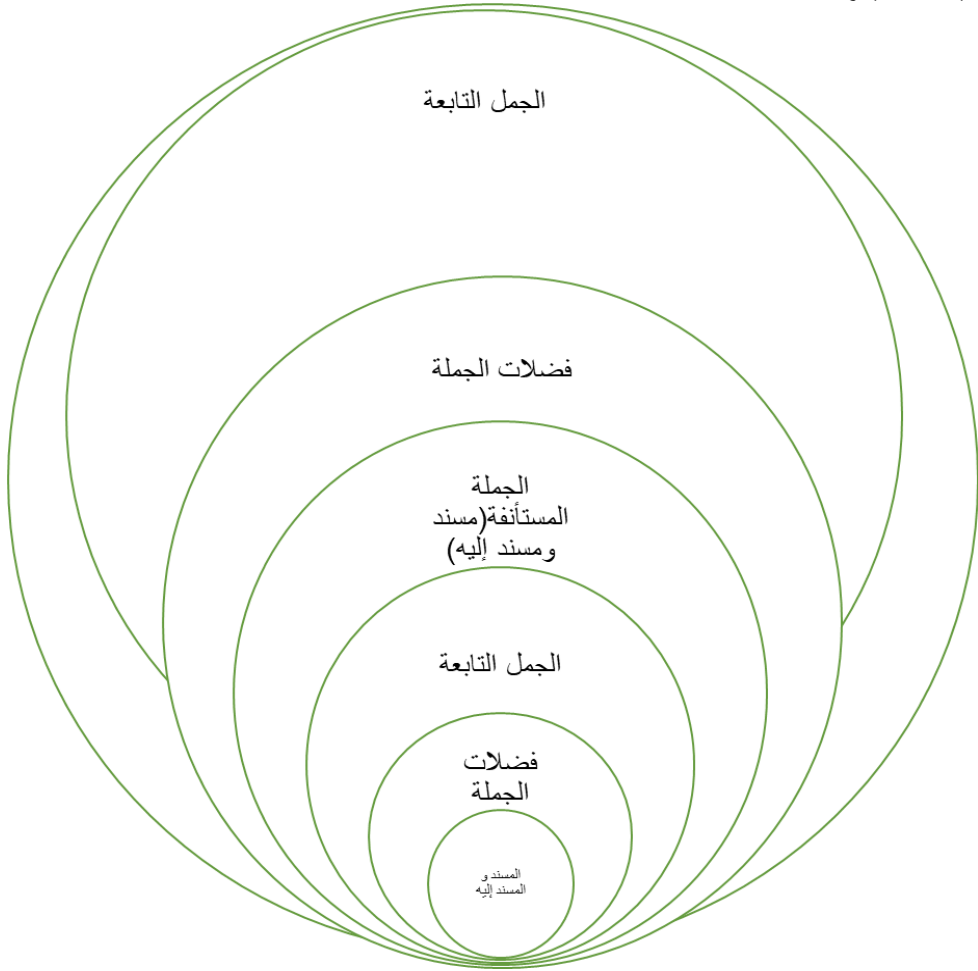 الجمل التابعة
فضلات الجملة
الجملة
المستأنفة(مسند
ومسند إليه)
الجمل التابعة
فضلات
الجملة
المسند و
المسند إليه